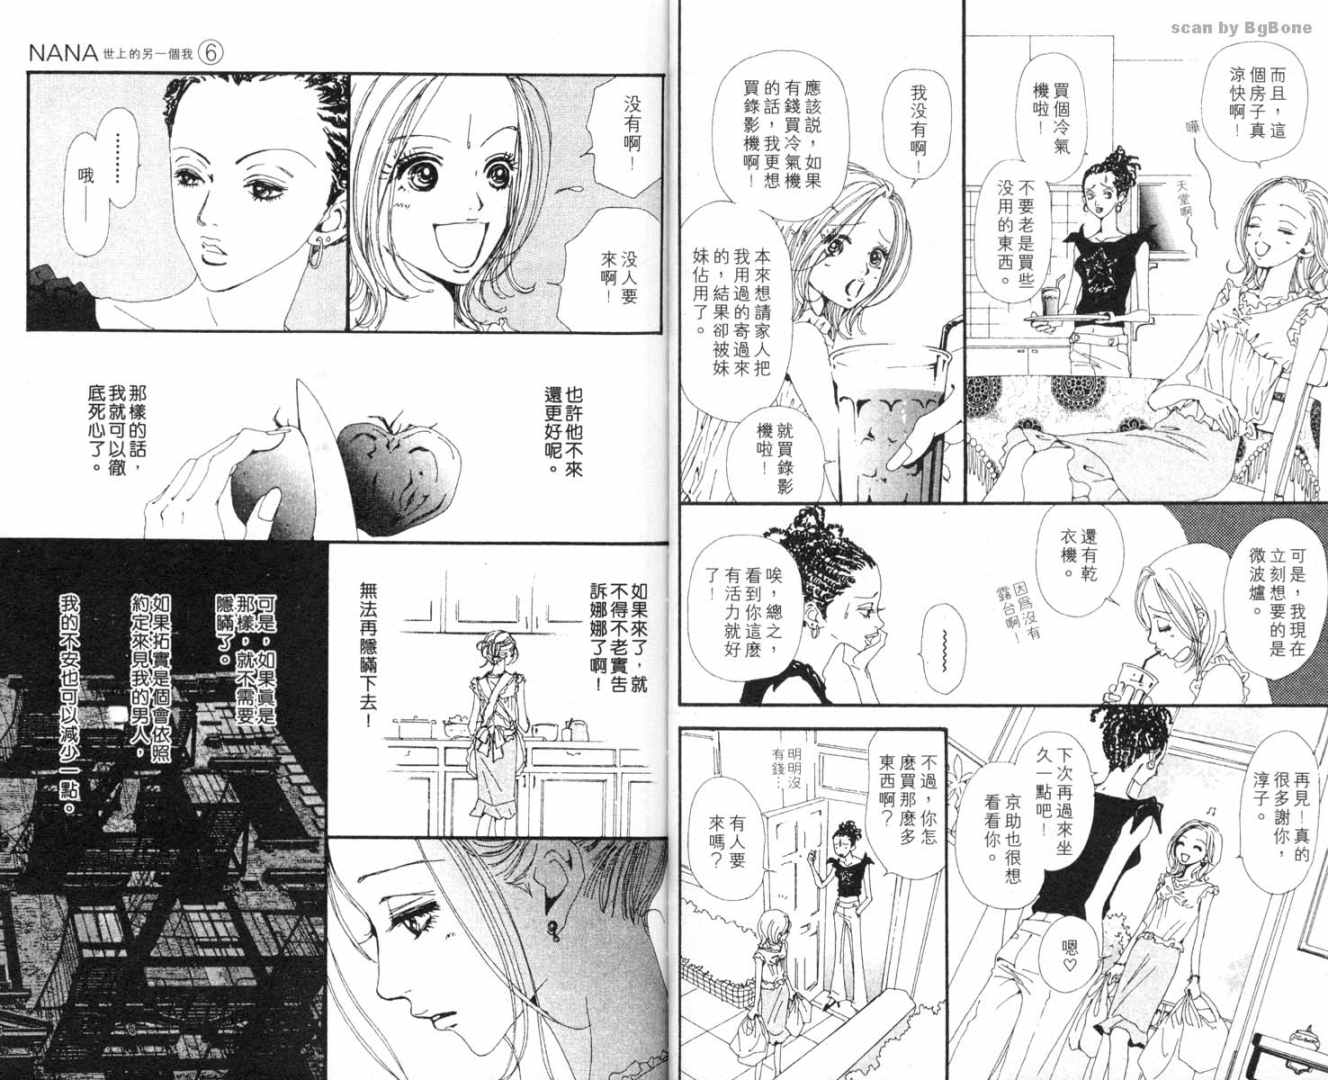 scan by BgBone
而且，這
個房子真
涼快啊！
嘩
天堂啊…
買個冷氣
機啦！
不要老是買些
没用的東西。
我没有啊！
應該説，如果
有錢買冷氣機
的話，我更想
買錄影機啊！
本來想請家人把
我用過的寄過來
的，結果卻被妹
妹佔用了。
就買錄影
機啦！
可是，我現在
立刻想要的是
微波爐。
還有乾
衣機。
因爲没有
露台啊！
唉，總之，
看到你這麽
有活力就好
了！
再見！真的
很多謝你，
淳子。
下次再過來坐
久一點吧！
京助也很想
看看你。
嗯♡
不過，你怎
麽買那麽多
東西啊？
明明没
有錢…
有人要
來嗎？
NANA 世上的另一個我 ⑥
没有啊！
没人要
來啊！
………
哦——
也許他不來
還更好呢。
那樣的話，
我就可以徹
底死心了。
如果來了，就
不得不老實告
訴娜娜了啊！
無法再隱瞞下去！
可是，如果真是
那樣，就不需要
隱瞞了。
如果拓實是個會依照
約定來見我的男人，
我的不安也可以減少一點。